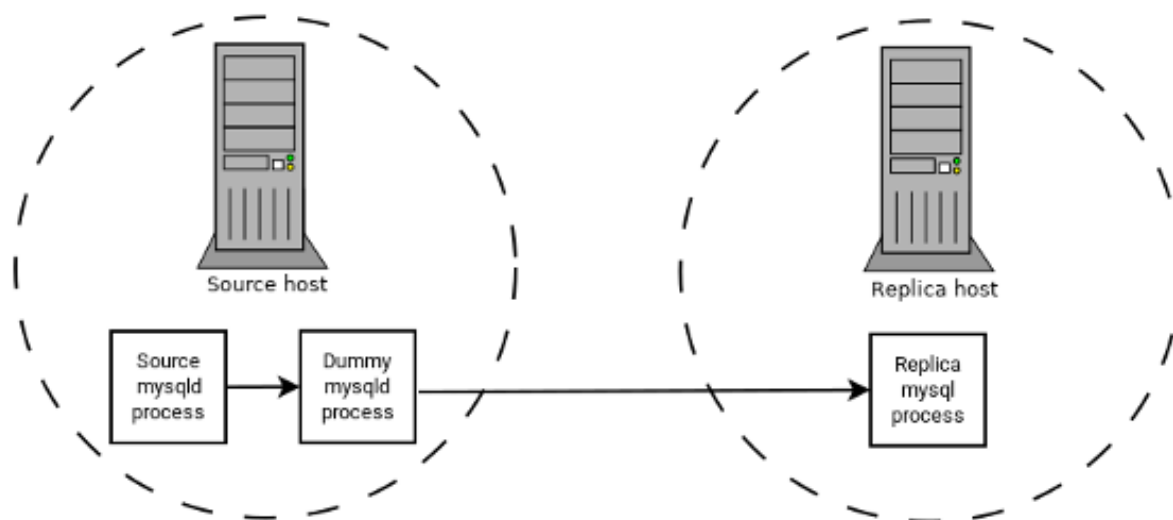 Source host
Replica host
Source
mysqld
process
Dummy
mysqld
process
Replica
mysql
process